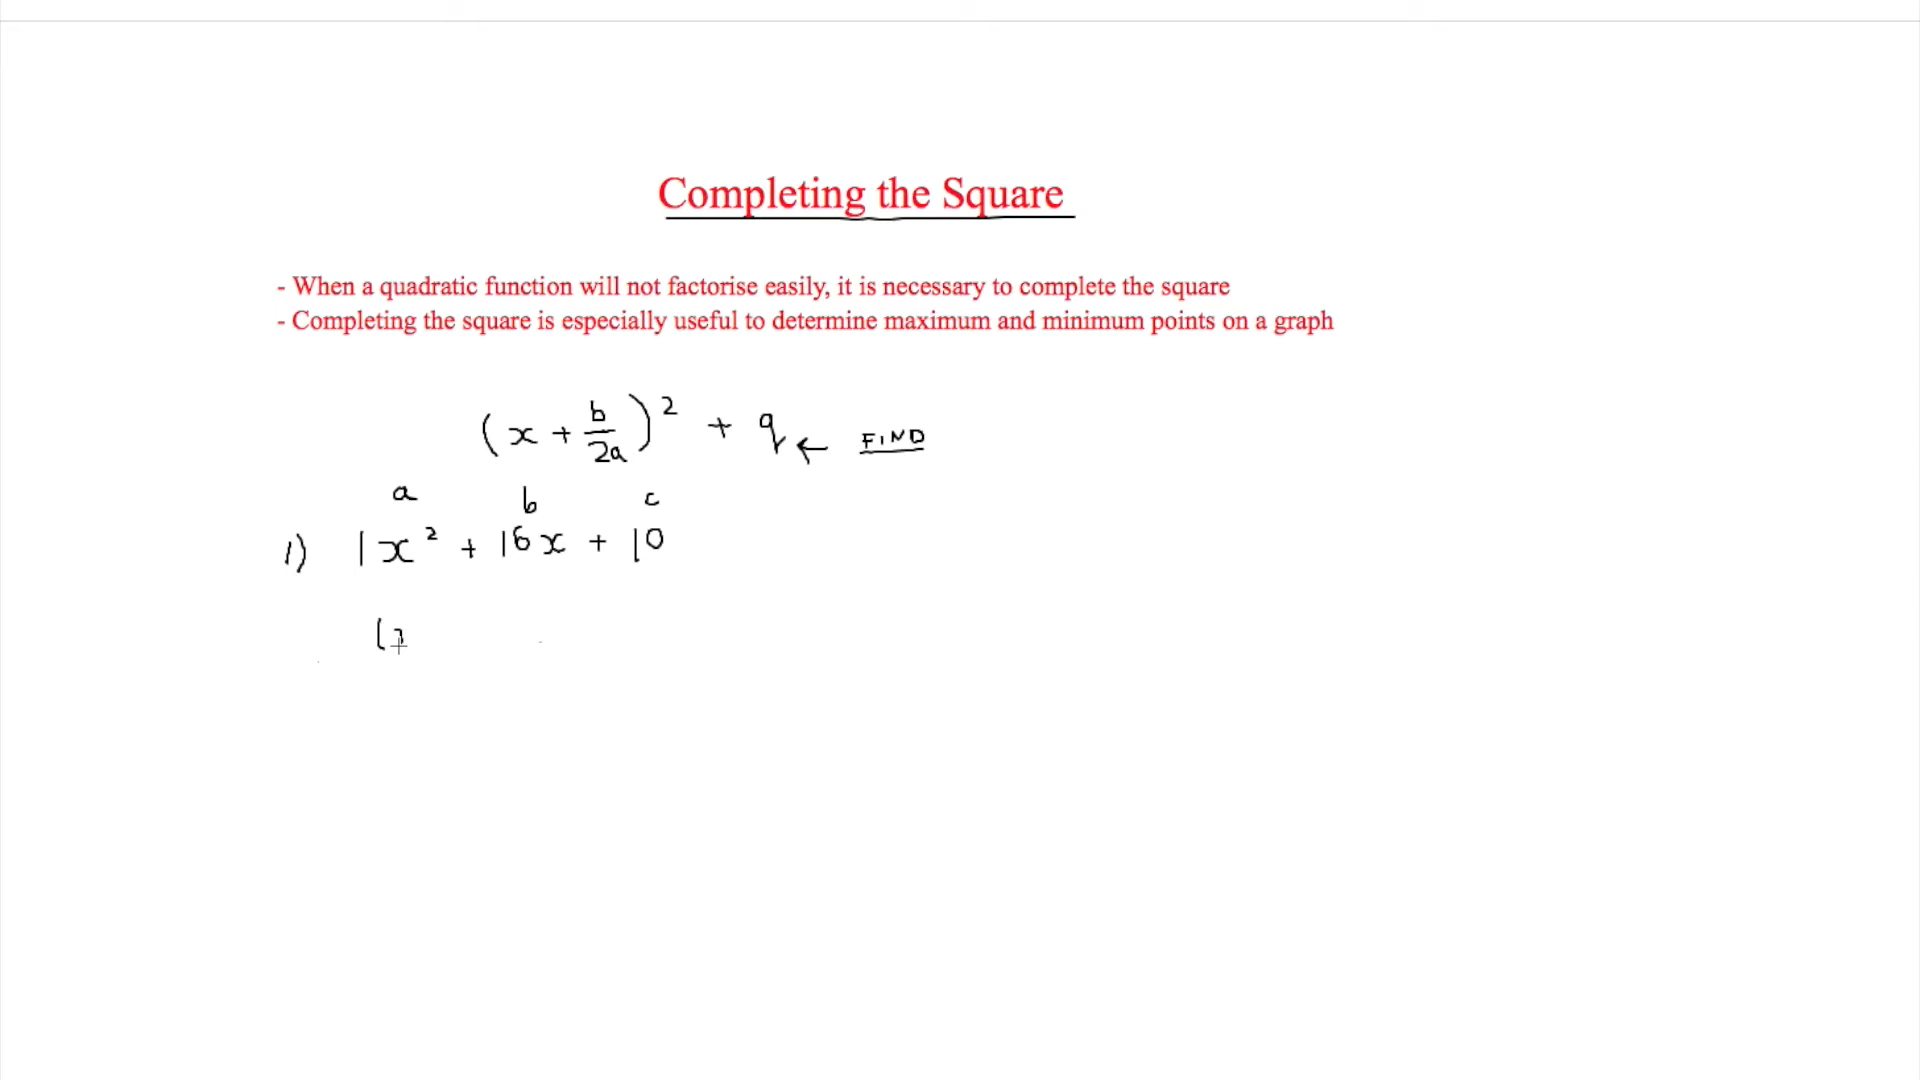 Completing the Square
- When a quadratic function will not factorise easily, it is necessary to complete the square
- Completing the square is especially useful to determine maximum and minimum points on a graph
(x + b/2a)² + q ← FIND
a b c
1) 1x² + 16x + 10
(